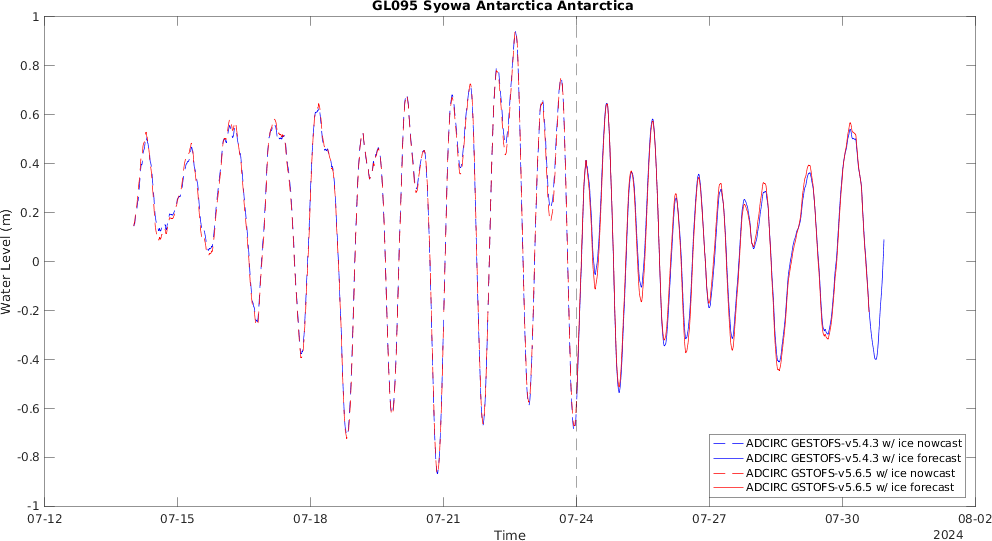 GL095 Syowa Antarctica Antarctica
1
0.8
0.6
0.4
0.2
0
-0.2
-0.4
-0.6
-0.8
-1
Water Level (m)
07-12 07-15 07-18 07-21 07-24 07-27 07-30 08-02
Time
2024
ADCIRC GESTOFS-v5.4.3 w/ ice nowcast
ADCIRC GESTOFS-v5.4.3 w/ ice forecast
ADCIRC GSTOFS-v5.6.5 w/ ice nowcast
ADCIRC GSTOFS-v5.6.5 w/ ice forecast